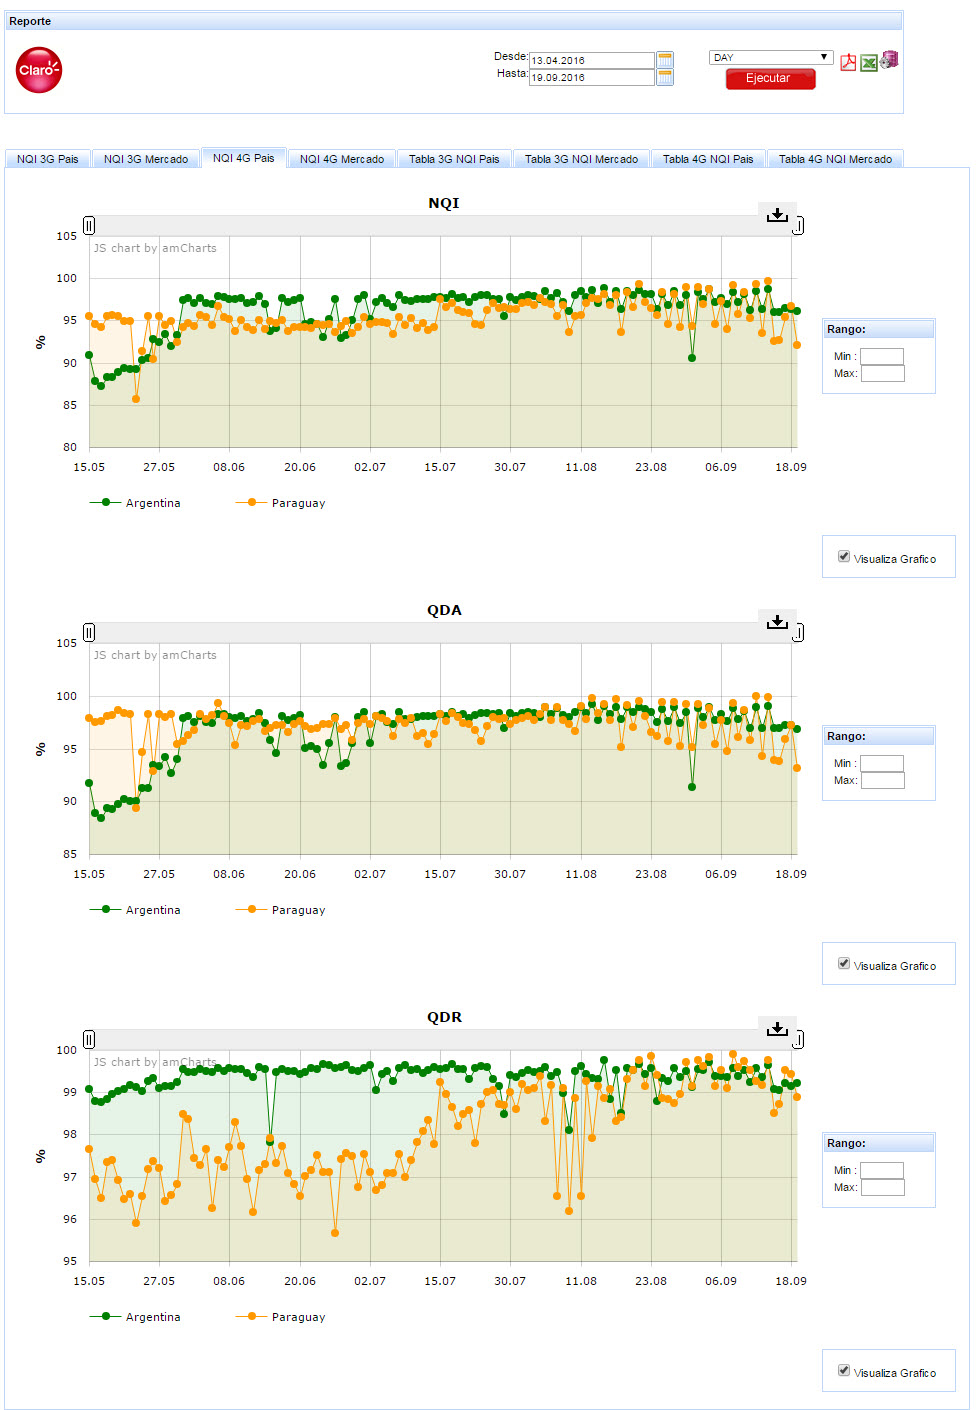 Reporte
Claro
Desde: 13.04.2016
Hasta: 19.09.2016
DAY
Ejecutar
NQI 3G Pais
NQI 3G Mercado
NQI 4G Pais
NQI 4G Mercado
Tabla 3G NQI Pais
Tabla 3G NQI Mercado
Tabla 4G NQI Pais
Tabla 4G NQI Mercado
NQI
JS chart by amCharts
%
105
100
95
90
85
80
15.05 27.05 08.06 20.06 02.07 15.07 30.07 11.08 23.08 06.09 18.09
Argentina Paraguay
Rango:
Min :
Max:
Visualiza Grafico
QDA
JS chart by amCharts
%
105
100
95
90
85
15.05 27.05 08.06 20.06 02.07 15.07 30.07 11.08 23.08 06.09 18.09
Argentina Paraguay
Rango:
Min :
Max:
Visualiza Grafico
QDR
JS chart by amCharts
%
100
99
98
97
96
95
15.05 27.05 08.06 20.06 02.07 15.07 30.07 11.08 23.08 06.09 18.09
Argentina Paraguay
Rango:
Min :
Max:
Visualiza Grafico